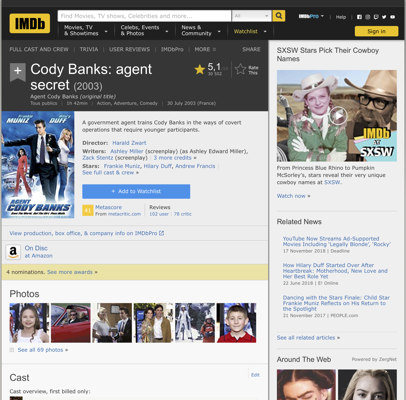 IMDb
Find Movies, TV shows, Celebrities and more...
All
IMDbPro
Help
Movies, TV & Showtimes
Celebs, Events & Photos
News & Community
Watchlist
Sign in
FULL CAST AND CREW | TRIVIA | USER REVIEWS | IMDbPro | MORE
SHARE
Cody Banks: agent secret (2003)
Agent Cody Banks (original title)
Tous publics | 1h 42min | Action, Adventure, Comedy | 30 July 2003 (France)
5,1
Rate This
FRANKIE MUNIZ
HILARY DUFF
AGENT CODY BANKS
A government agent trains Cody Banks in the ways of covert
operations that require younger participants.
Director: Harald Zwart
Writers: Ashley Miller (screenplay) (as Ashley Edward Miller),
Zack Stentz (screenplay) | 3 more credits »
Stars: Frankie Muniz, Hilary Duff, Andrew Francis |
See full cast & crew »
+ Add to Watchlist
Metascore
From metacritic.com
Reviews
102 user | 78 critic
View production, box office, & company info on IMDbPro
On Disc
at Amazon
4 nominations. See more awards »
Photos
See all 69 photos »
Cast
Edit
Cast overview, first billed only:
SXSW Stars Pick Their Cowboy
Names
IMDb
AT
SXSW
From Princess Blue Rhino to Pumpkin
McSorley's, stars reveal their very unique
cowboy names at SXSW.
Watch now »
Related News
YouTube Now Streams Ad-Supported
Movies Including 'Legally Blonde', 'Rocky'
17 November 2018 | Deadline
How Hilary Duff Started Over After
Heartbreak: Motherhood, New Love and
Her Best Role Yet
22 June 2018 | E! Online
Dancing with the Stars Finale: Child Star
Frankie Muniz Reflects on His Return to
the Spotlight
21 November 2017 | PEOPLE.com
See all related articles »
Around The Web
Powered by ZergNet